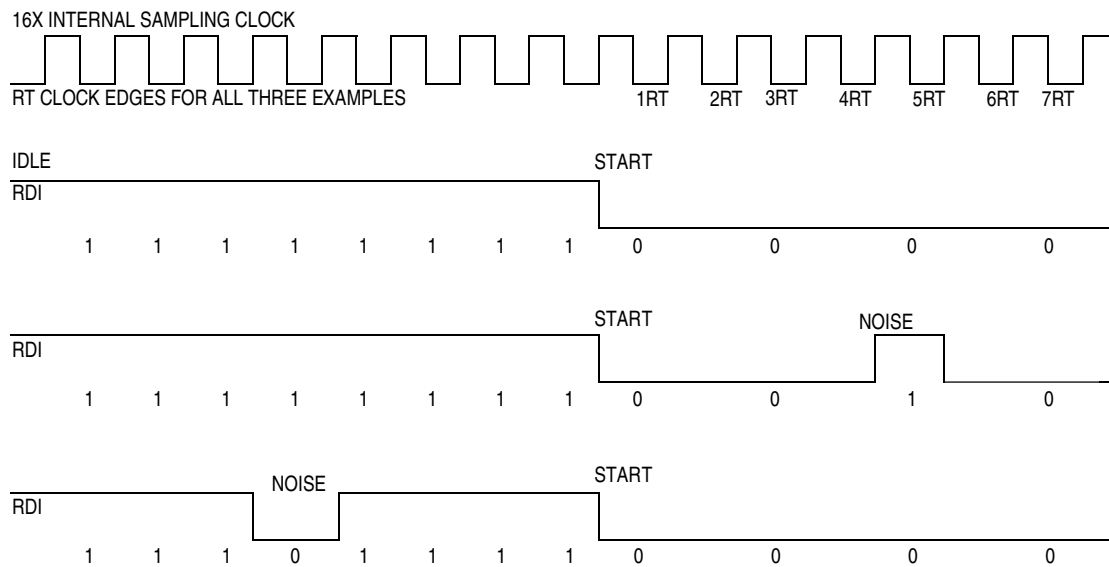 16X INTERNAL SAMPLING CLOCK
RT CLOCK EDGES FOR ALL THREE EXAMPLES 1RT 2RT 3RT 4RT 5RT 6RT 7RT
IDLE START
RDI
1 1 1 1 1 1 1 1 0 0 0 0
START NOISE
RDI
1 1 1 1 1 1 1 1 0 0 1 0
NOISE START
RDI
1 1 1 0 1 1 1 1 0 0 0 0